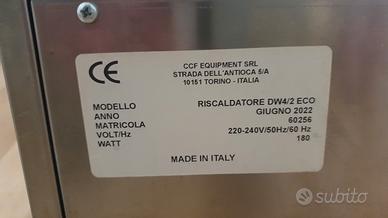 CCF EQUIPMENT SRL
STRADA DELL'ANTIOCA 5/A
10151 TORINO - ITALIA
CE
MODELLO RISCALDATORE DW4/2 ECO
ANNO GIUGNO 2022
MATRICOLA 60256
VOLT/Hz 220-240V/50Hz/60 Hz
WATT 180
MADE IN ITALY
subito